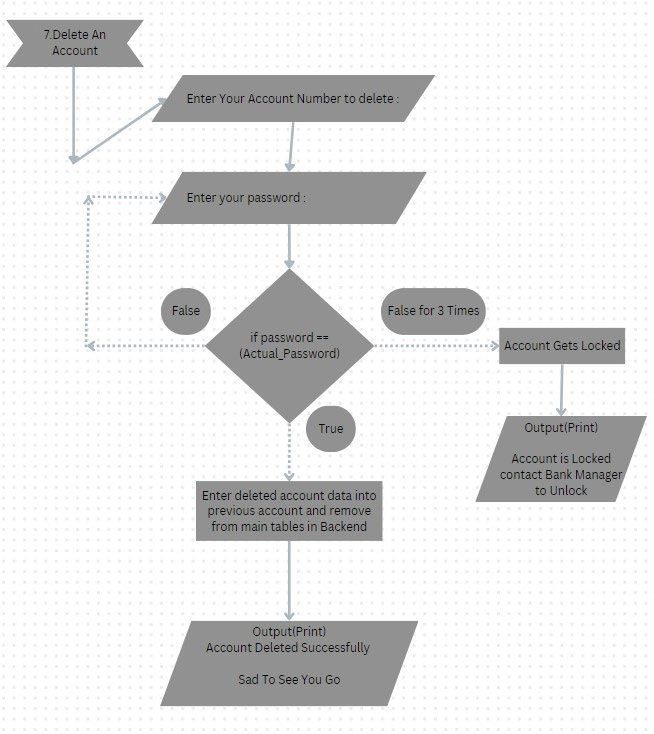 7.Delete An
Account
Enter Your Account Number to delete :
Enter your password :
False
False for 3 Times
if password ==
(Actual_Password)
Account Gets Locked
True
Output(Print)
Account is Locked
contact Bank Manager
to Unlock
Enter deleted account data into
previous account and remove
from main tables in Backend
Output(Print)
Account Deleted Successfully
Sad To See You Go